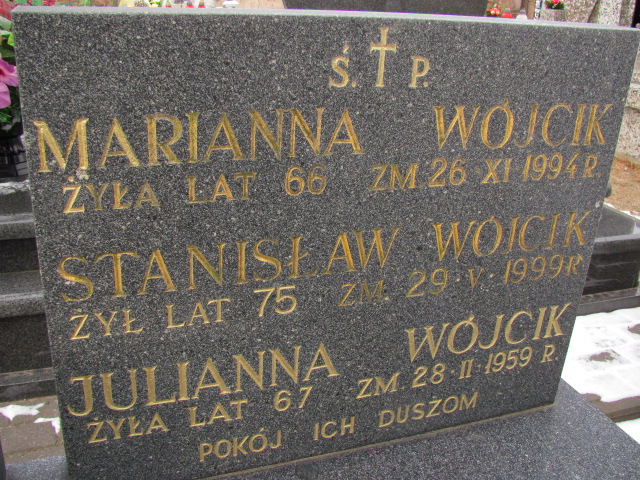 Ś. P.
MARIANNA WÓJCIK
ŻYŁA LAT 66 ZM 26 XI 1994 R
STANISŁAW WÓJCIK
ŻYŁ LAT 75 ZM. 29 · V · 1999 R
JULIANNA WÓJCIK
ŻYŁA LAT 67 ZM. 28 · II · 1959 R.
POKÓJ ICH DUSZOM